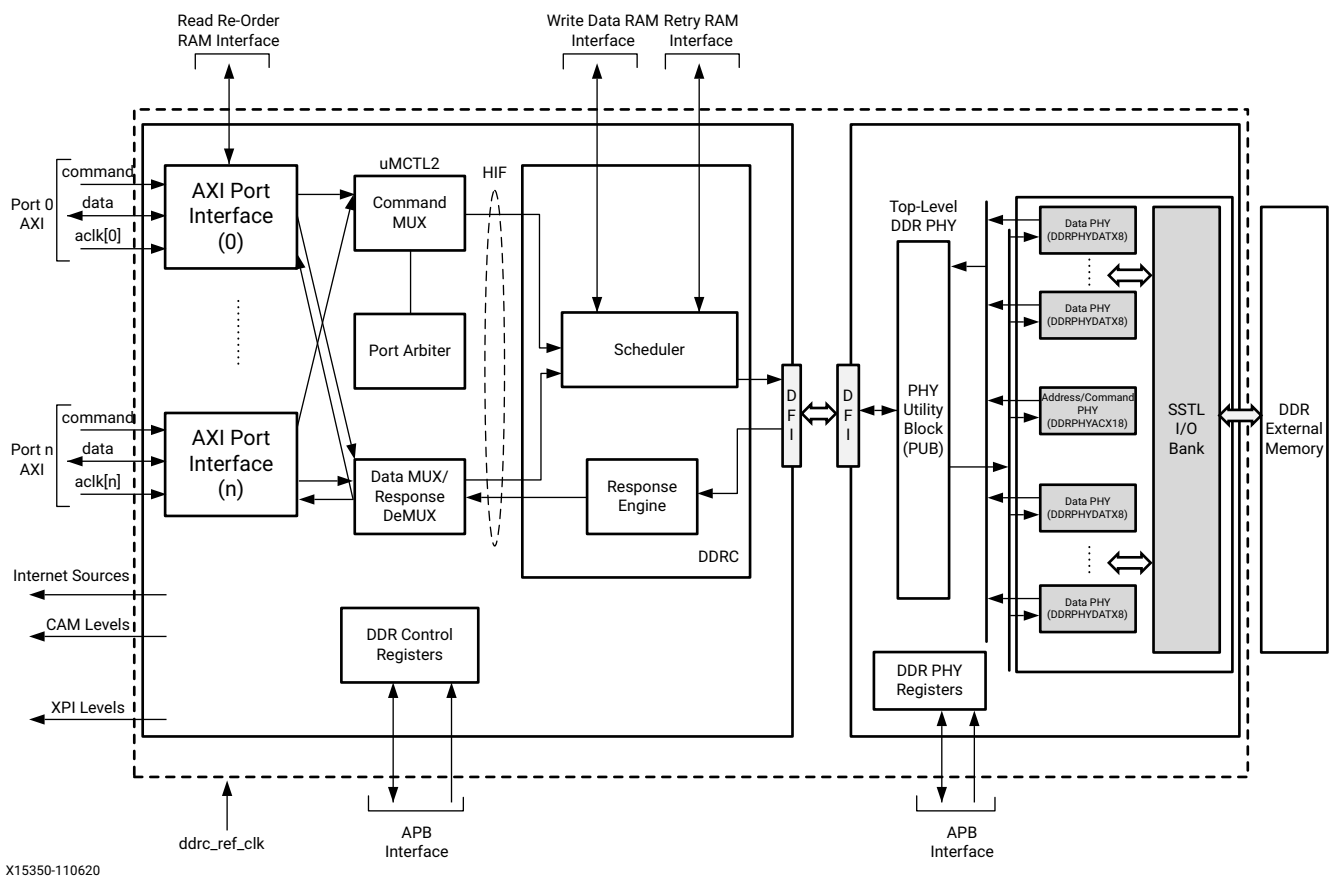 Read Re-Order
RAM Interface
Write Data RAM
Interface
Retry RAM
Interface
Port 0
AXI
command
data
aclk[0]
AXI Port
Interface
(0)
uMCTL2
Command
MUX
HIF
Port Arbiter
Scheduler
Port n
AXI
command
data
aclk[n]
AXI Port
Interface
(n)
Data MUX/
Response
DeMUX
Response
Engine
DDRC
D
F
I
D
F
I
Top-Level
DDR PHY
PHY
Utility
Block
(PUB)
Data PHY
(DDRPHYDATX8)
Data PHY
(DDRPHYDATX8)
Address/Command
PHY
(DDRPHYACX18)
Data PHY
(DDRPHYDATX8)
Data PHY
(DDRPHYDATX8)
SSTL
I/O
Bank
DDR
External
Memory
Internet Sources
CAM Levels
XPI Levels
DDR Control
Registers
DDR PHY
Registers
ddrc_ref_clk
APB
Interface
APB
Interface
X15350-110620